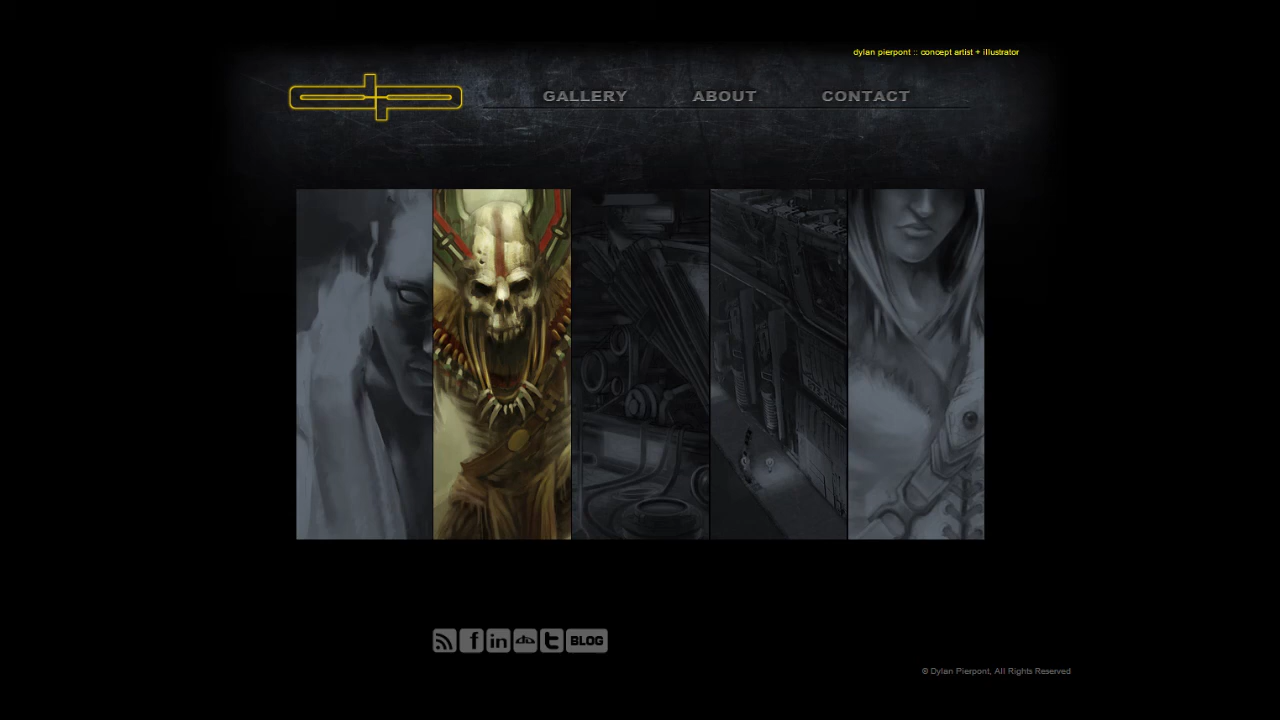 dylan pierpont :: concept artist + illustrator
GALLERY ABOUT CONTACT
BLOG
© Dylan Pierpont, All Rights Reserved